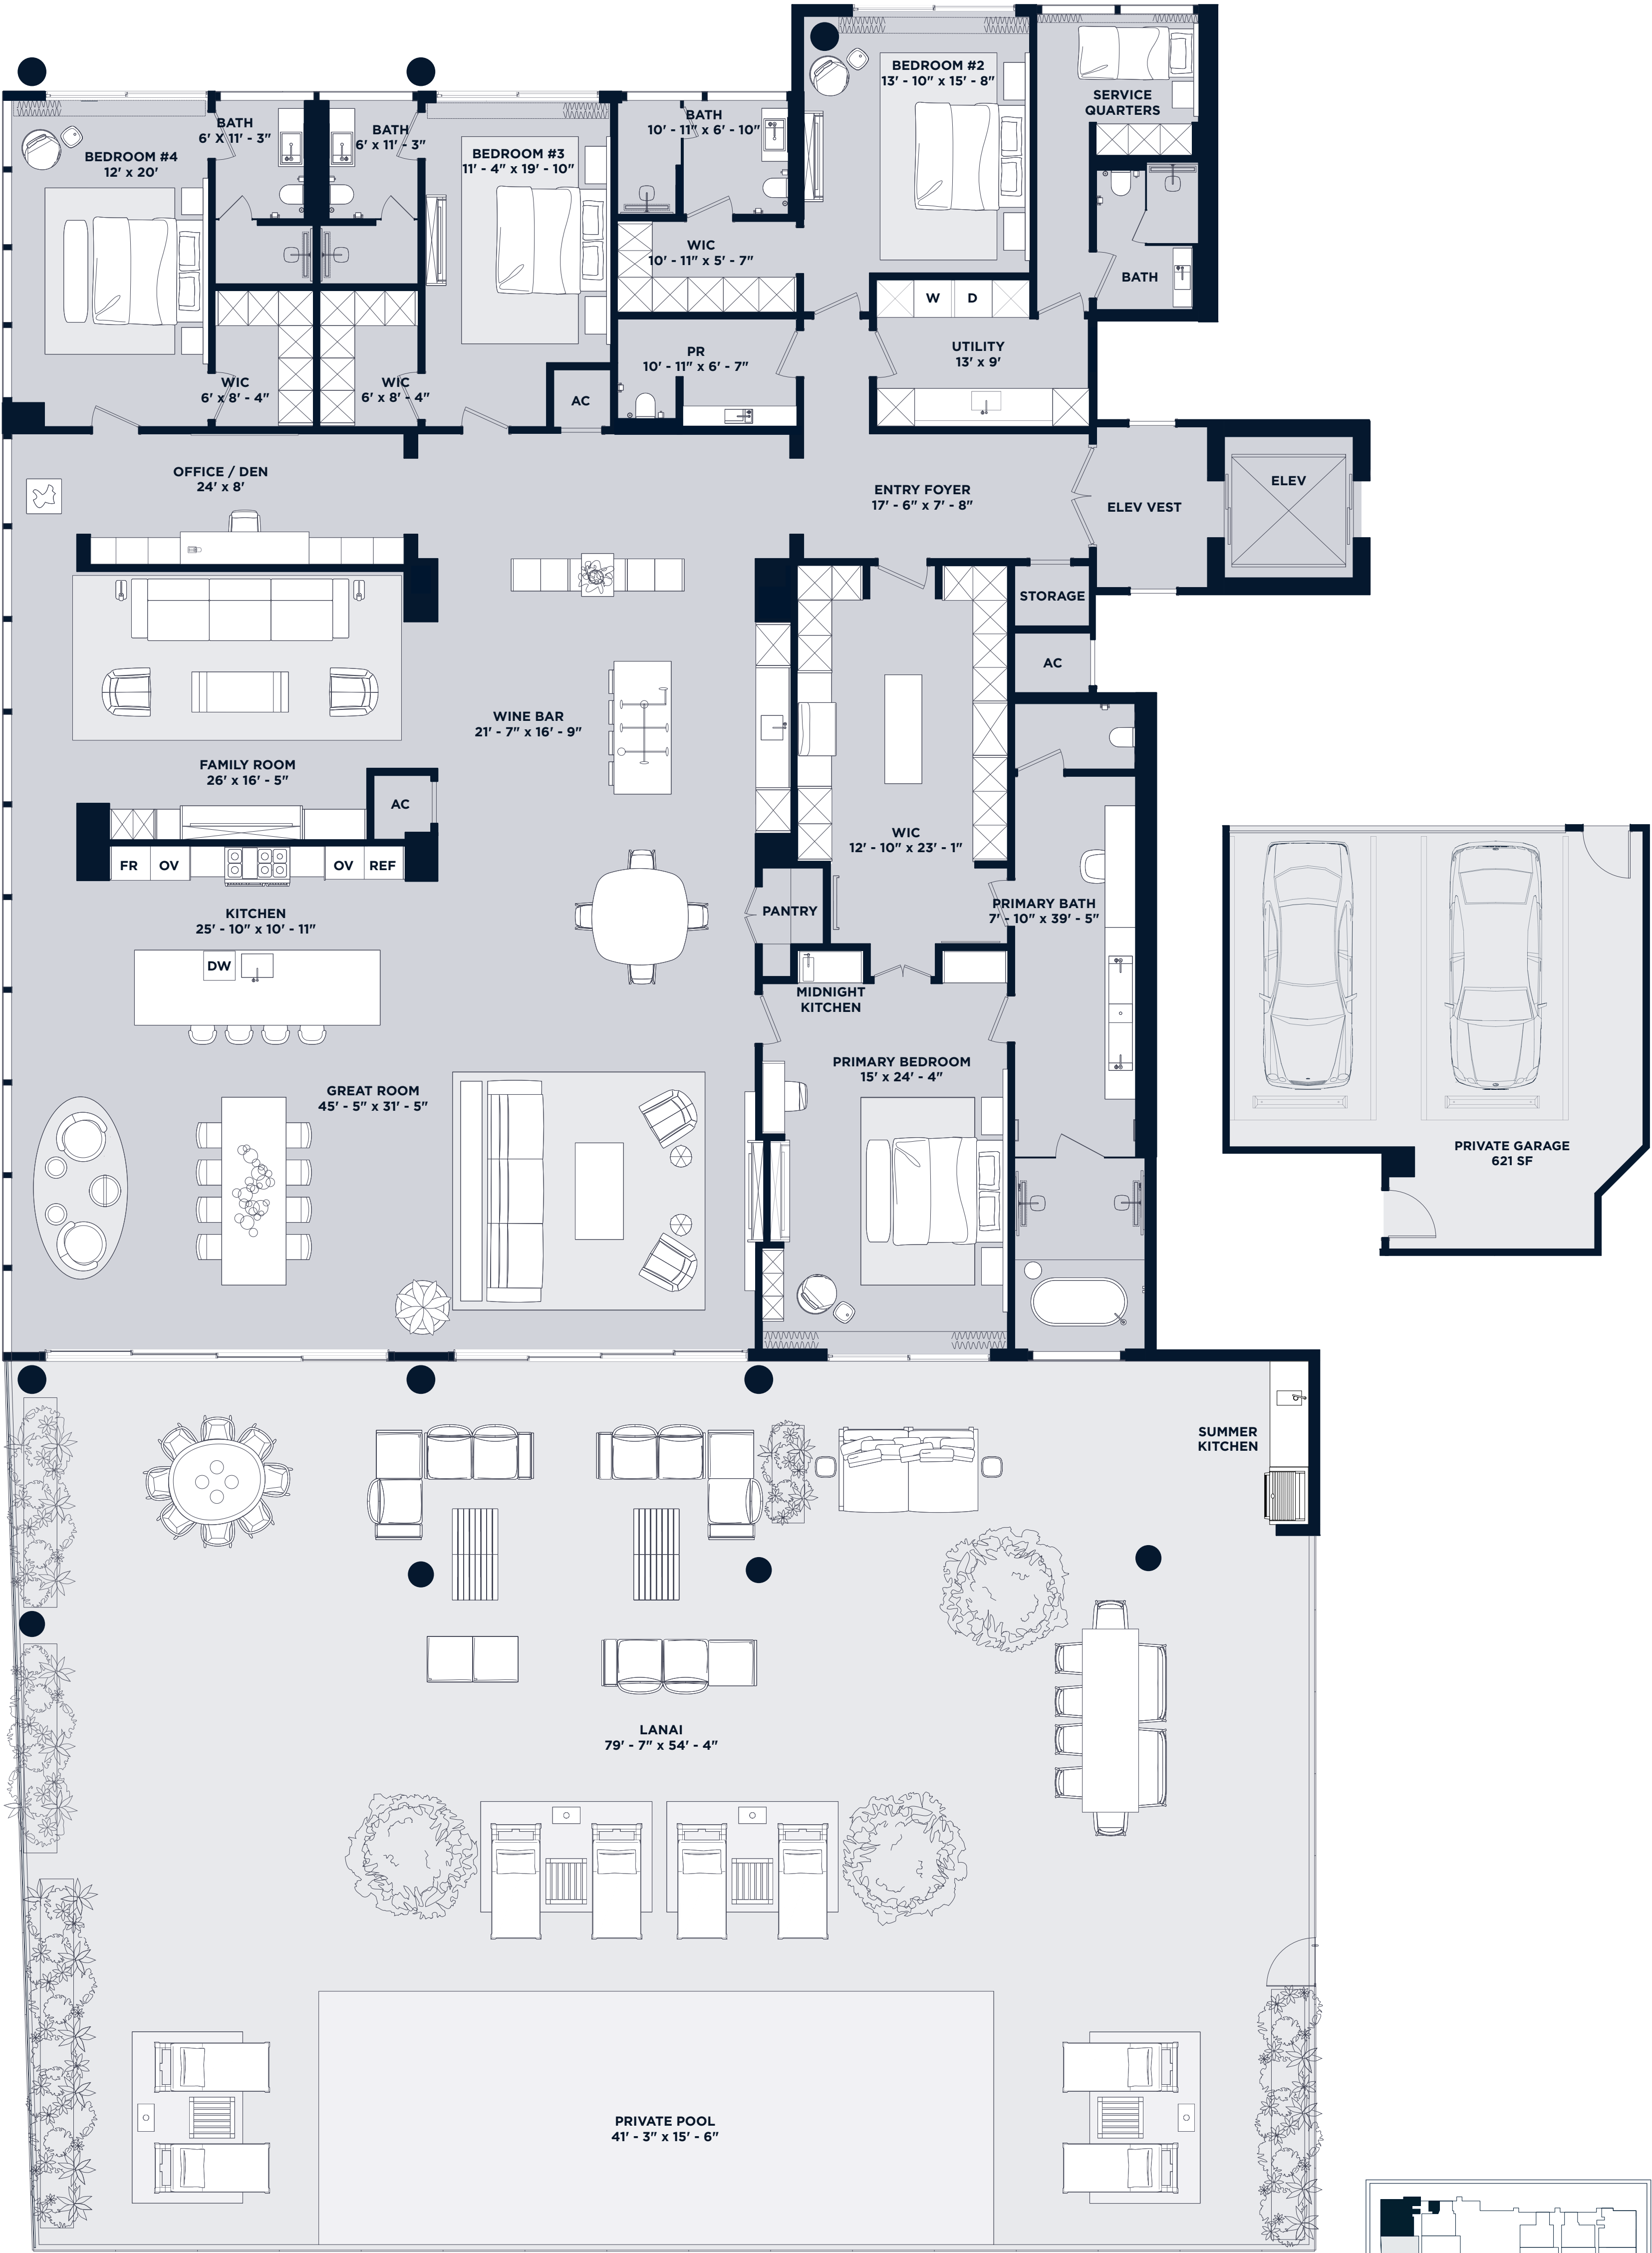 BEDROOM #2
13' - 10" x 15' - 8"
SERVICE
QUARTERS
BATH
6' X 11' - 3"
BATH
6' x 11' - 3"
BATH
10' - 11" x 6' - 10"
BEDROOM #4
12' x 20'
BEDROOM #3
11' - 4" x 19' - 10"
WIC
10' - 11" x 5' - 7"
BATH
W
D
UTILITY
13' x 9'
PR
10' - 11" x 6' - 7"
WIC
6' x 8' - 4"
WIC
6' x 8' - 4"
AC
OFFICE / DEN
24' x 8'
ENTRY FOYER
17' - 6" x 7' - 8"
ELEV VEST
ELEV
STORAGE
AC
WINE BAR
21' - 7" x 16' - 9"
FAMILY ROOM
26' x 16' - 5"
AC
WIC
12' - 10" x 23' - 1"
FR
OV
OV
REF
KITCHEN
25' - 10" x 10' - 11"
PANTRY
PRIMARY BATH
7' - 10" x 39' - 5"
DW
MIDNIGHT
KITCHEN
PRIMARY BEDROOM
15' x 24' - 4"
GREAT ROOM
45' - 5" x 31' - 5"
PRIVATE GARAGE
621 SF
SUMMER
KITCHEN
LANAI
79' - 7" x 54' - 4"
PRIVATE POOL
41' - 3" x 15' - 6"